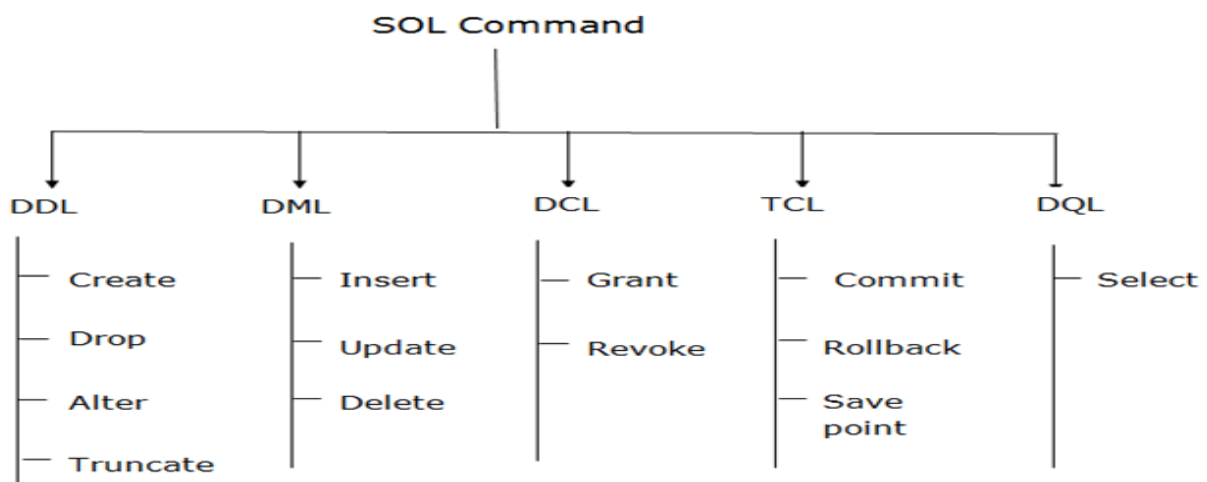 SOL Command
DDL
DML
DCL
TCL
DQL
Create
Drop
Alter
Truncate
Insert
Update
Delete
Grant
Revoke
Commit
Rollback
Save
point
Select